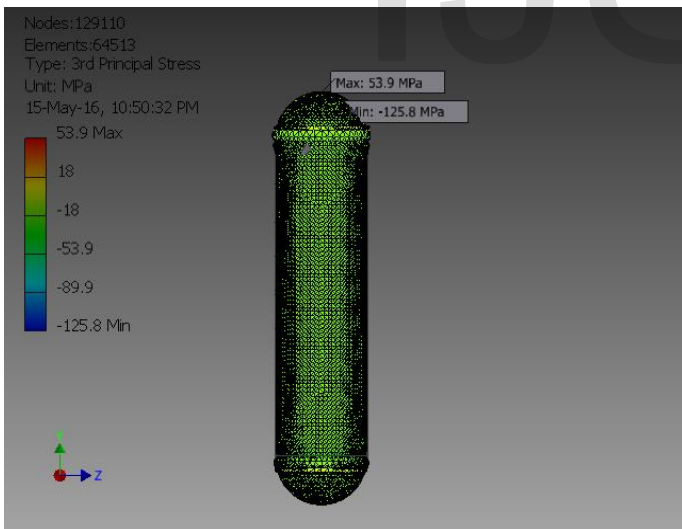 Nodes:129110
Elements:64513
Type: 3rd Principal Stress
Unit: MPa
15-May-16, 10:50:32 PM
53.9 Max
18
-18
-53.9
-89.9
-125.8 Min
Max: 53.9 MPa
Min: -125.8 MPa
Z